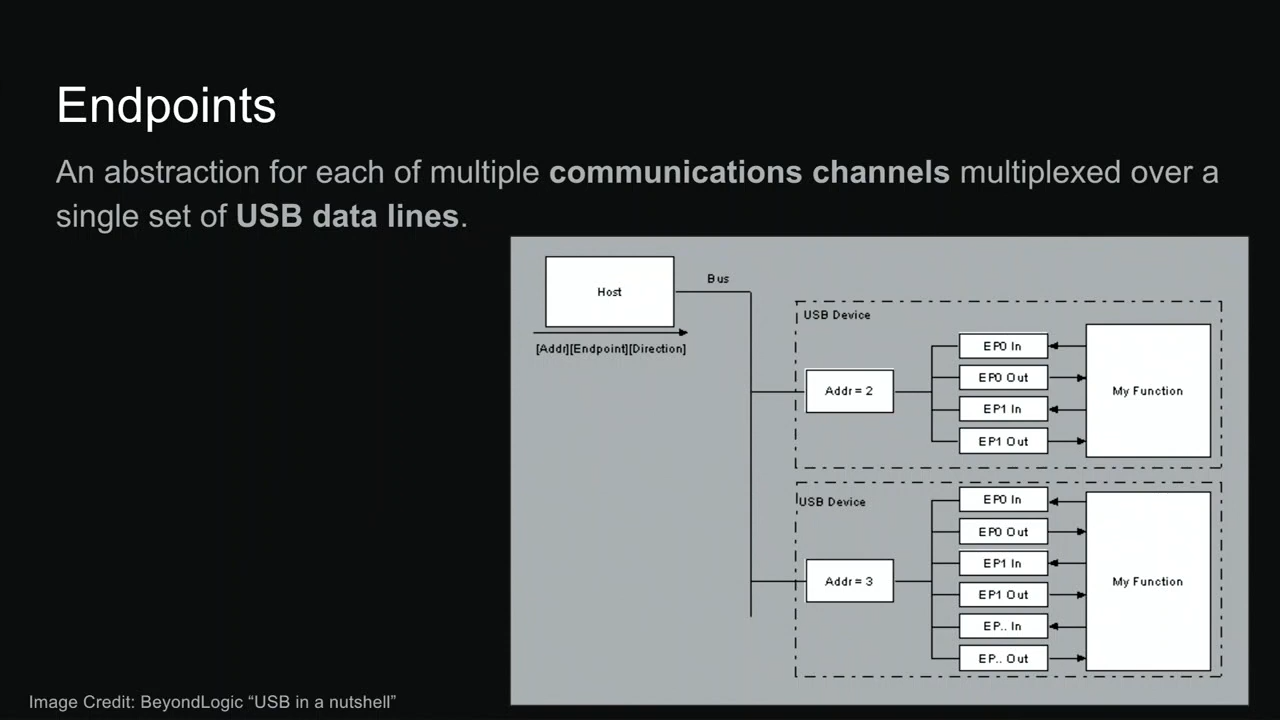 Endpoints
An abstraction for each of multiple communications channels multiplexed over a
single set of USB data lines.
Host
Bus
[Addr][Endpoint][Direction]
USB Device
Addr = 2
EP0 In
EP0 Out
EP1 In
EP1 Out
My Function
USB Device
Addr = 3
EP0 In
EP0 Out
EP1 In
EP1 Out
EP.. In
EP.. Out
My Function
Image Credit: BeyondLogic “USB in a nutshell”